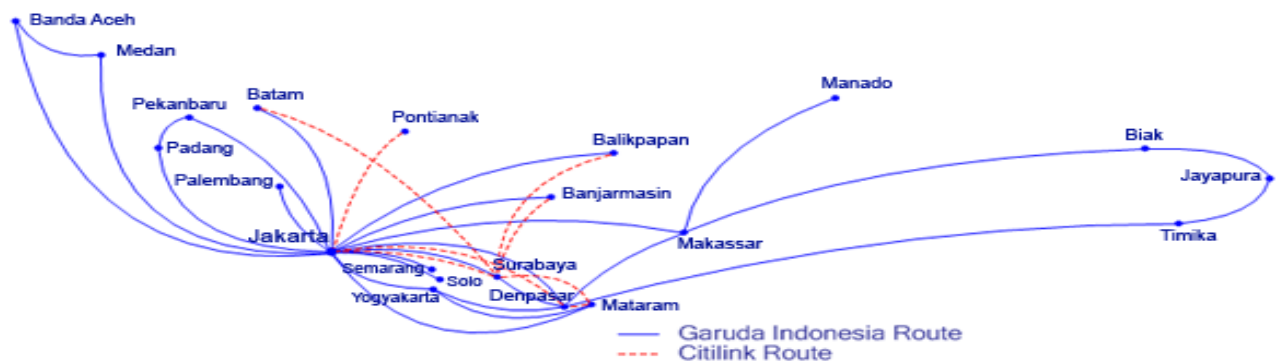 Banda Aceh
Medan
Manado
Batam
Pekanbaru
Pontianak
Balikpapan
Biak
Padang
Jayapura
Palembang
Banjarmasin
Jakarta
Makassar
Timika
Surabaya
Semarang
Solo
Yogyakarta
Denpasar
Mataram
Garuda Indonesia Route
Citilink Route